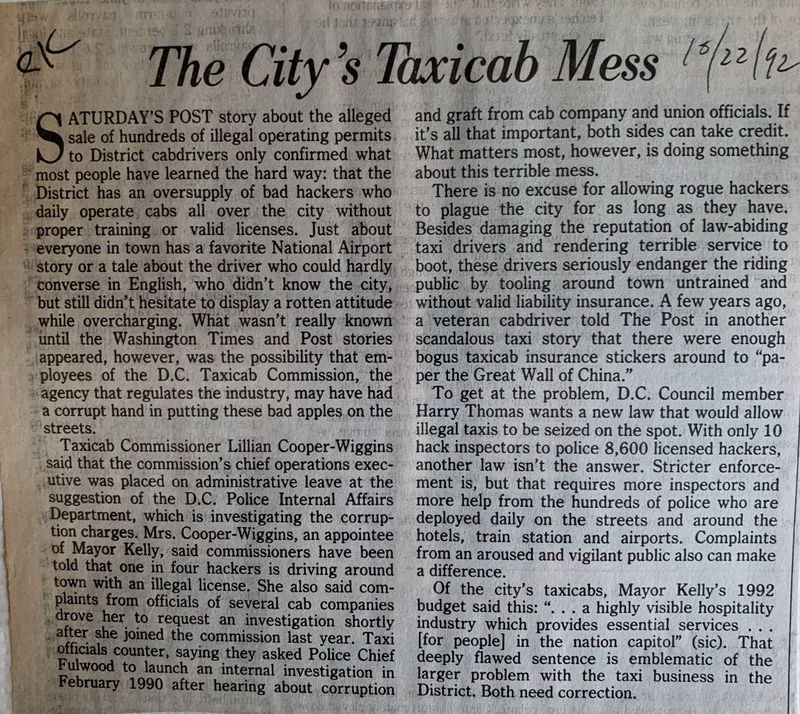 The City's Taxicab Mess
10/22/92
SATURDAY'S POST story about the alleged
sale of hundreds of illegal operating permits
to District cabdrivers only confirmed what
most people have learned the hard way: that the
District has an oversupply of bad hackers who
daily operate cabs all over the city without
proper training or valid licenses. Just about
everyone in town has a favorite National Airport
story or a tale about the driver who could hardly
converse in English, who didn't know the city,
but still didn't hesitate to display a rotten attitude
while overcharging. What wasn't really known
until the Washington Times and Post stories
appeared, however, was the possibility that em-
ployees of the D.C. Taxicab Commission, the
agency that regulates the industry, may have had
a corrupt hand in putting these bad apples on the
streets.
Taxicab Commissioner Lillian Cooper-Wiggins
said that the commission's chief operations exec-
utive was placed on administrative leave at the
suggestion of the D.C. Police Internal Affairs
Department, which is investigating the corrup-
tion charges. Mrs. Cooper-Wiggins, an appointee
of Mayor Kelly, said commissioners have been
told that one in four hackers is driving around
town with an illegal license. She also said com-
plaints from officials of several cab companies
drove her to request an investigation shortly
after she joined the commission last year. Taxi
officials counter, saying they asked Police Chief
Fulwood to launch an internal investigation in
February 1990 after hearing about corruption
and graft from cab company and union officials. If
it's all that important, both sides can take credit.
What matters most, however, is doing something
about this terrible mess.
There is no excuse for allowing rogue hackers
to plague the city for as long as they have.
Besides damaging the reputation of law-abiding
taxi drivers and rendering terrible service to
boot, these drivers seriously endanger the riding
public by tooling around town untrained and
without valid liability insurance. A few years ago,
a veteran cabdriver told The Post in another
scandalous taxi story that there were enough
bogus taxicab insurance stickers around to "pa-
per the Great Wall of China."
To get at the problem, D.C. Council member
Harry Thomas wants a new law that would allow
illegal taxis to be seized on the spot. With only 10
hack inspectors to police 8,600 licensed hackers,
another law isn't the answer. Stricter enforce-
ment is, but that requires more inspectors and
more help from the hundreds of police who are
deployed daily on the streets and around the
hotels, train station and airports. Complaints
from an aroused and vigilant public also can make
a difference.
Of the city's taxicabs, Mayor Kelly's 1992
budget said this: ". . . a highly visible hospitality
industry which provides essential services . . .
[for people] in the nation capitol" (sic). That
deeply flawed sentence is emblematic of the
larger problem with the taxi business in the
District. Both need correction.